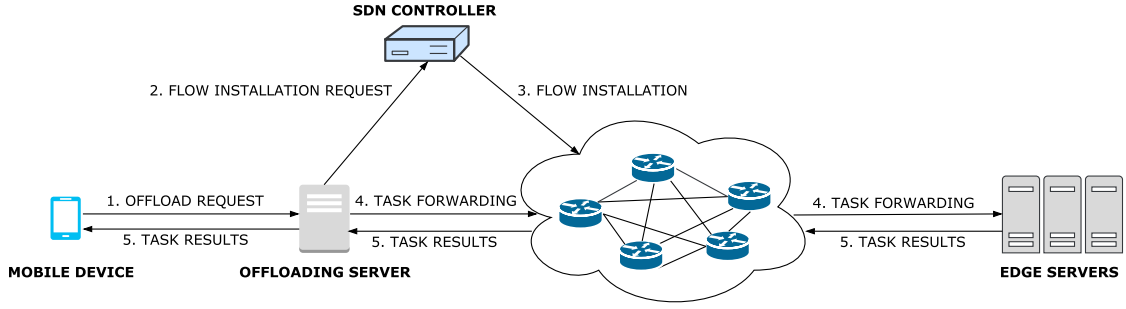 SDN CONTROLLER
2. FLOW INSTALLATION REQUEST
3. FLOW INSTALLATION
1. OFFLOAD REQUEST
4. TASK FORWARDING
4. TASK FORWARDING
5. TASK RESULTS
5. TASK RESULTS
5. TASK RESULTS
MOBILE DEVICE
OFFLOADING SERVER
EDGE SERVERS